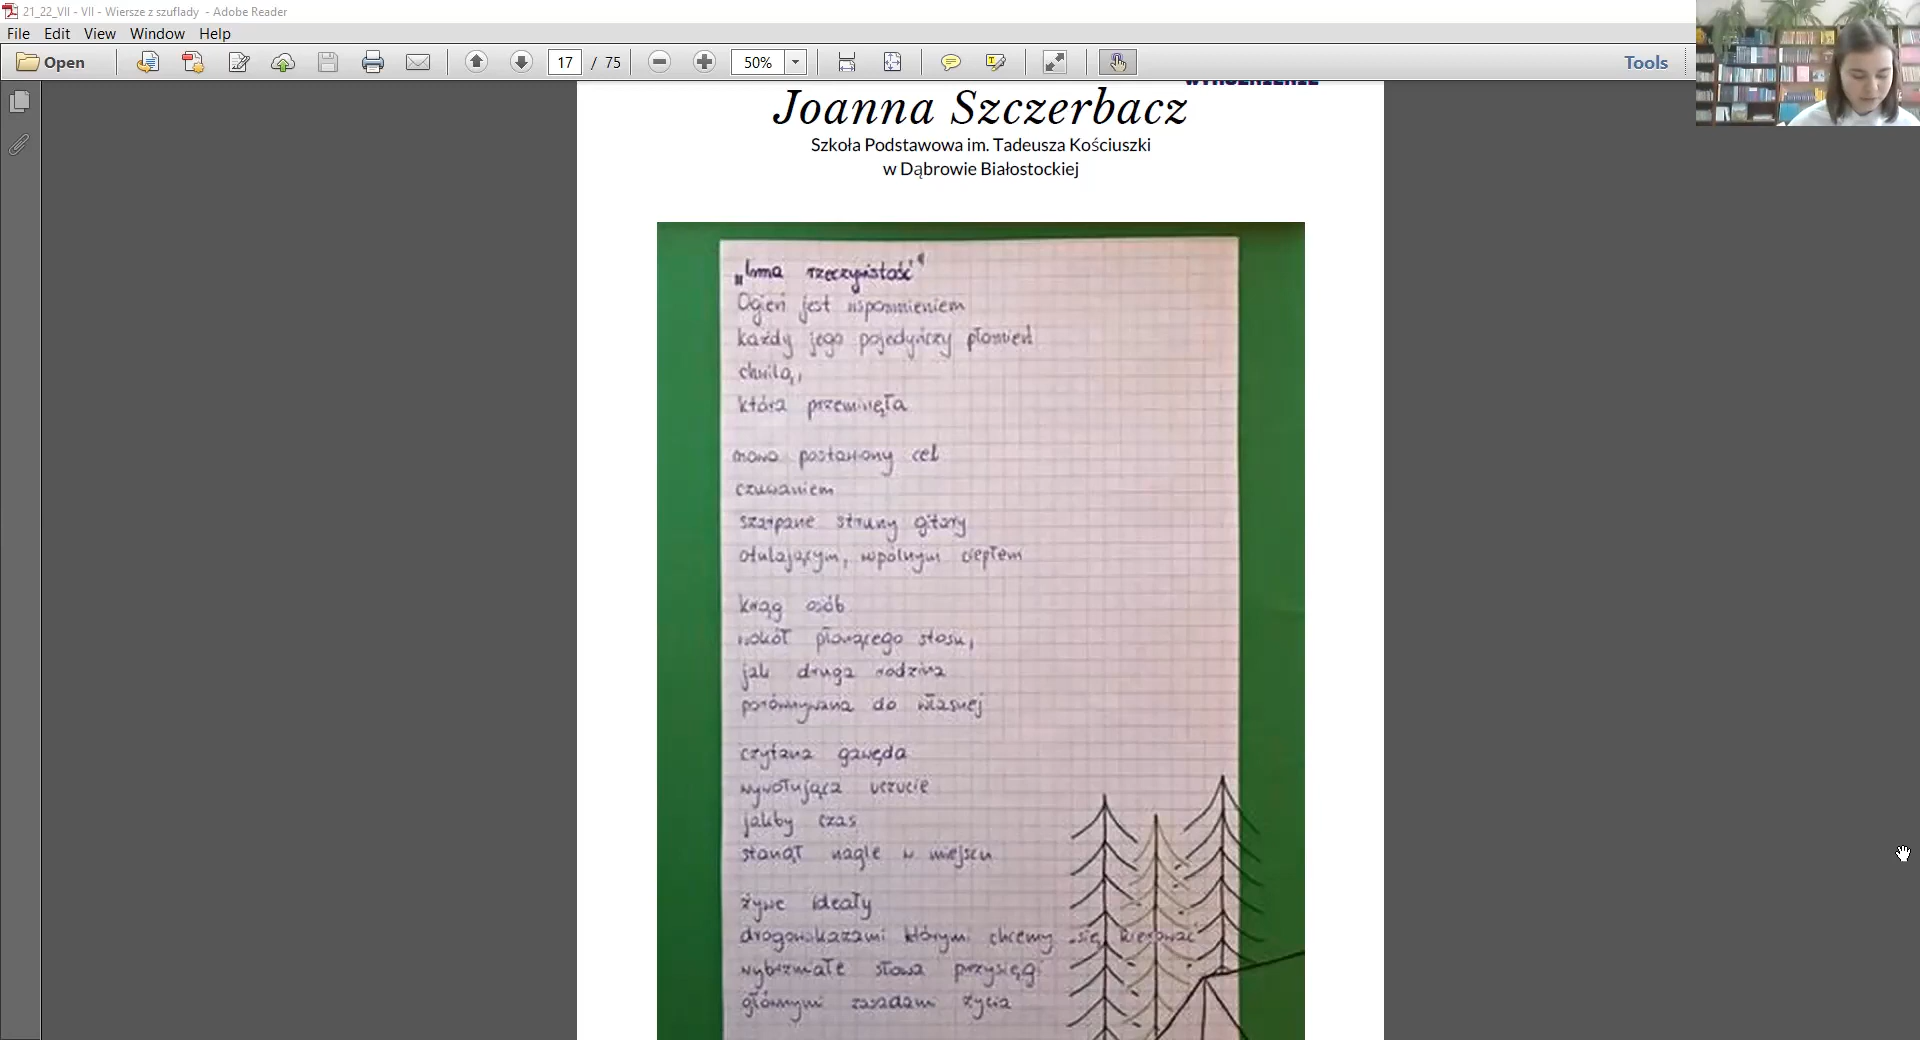 21_22_VII - VII - Wiersze z szuflady - Adobe Reader
File Edit View Window Help
Open 17 / 75 50% Tools
Joanna Szczerbacz
Szkoła Podstawowa im. Tadeusza Kościuszki
w Dąbrowie Białostockiej
„Inna rzeczywistość”
Ogień jest wspomnieniem
każdy jego pojedyńczy płomień
chwilą,
która przeminęła
nowo postawiony cel
czuwaniem
szarpane struny gitary
otulającym, wpólnym ciepłem
krąg osób
wokół płonącego stosu,
jak druga rodzina
porównywana do własnej
czytana gawęda
wywołująca uczucie
jakby czas
stanął nagle w miejscu
żywe ideały
drogowskazami którymi chcemy się kierować
wybrzmiałe słowa przysięgi
głównymi zasadami życia